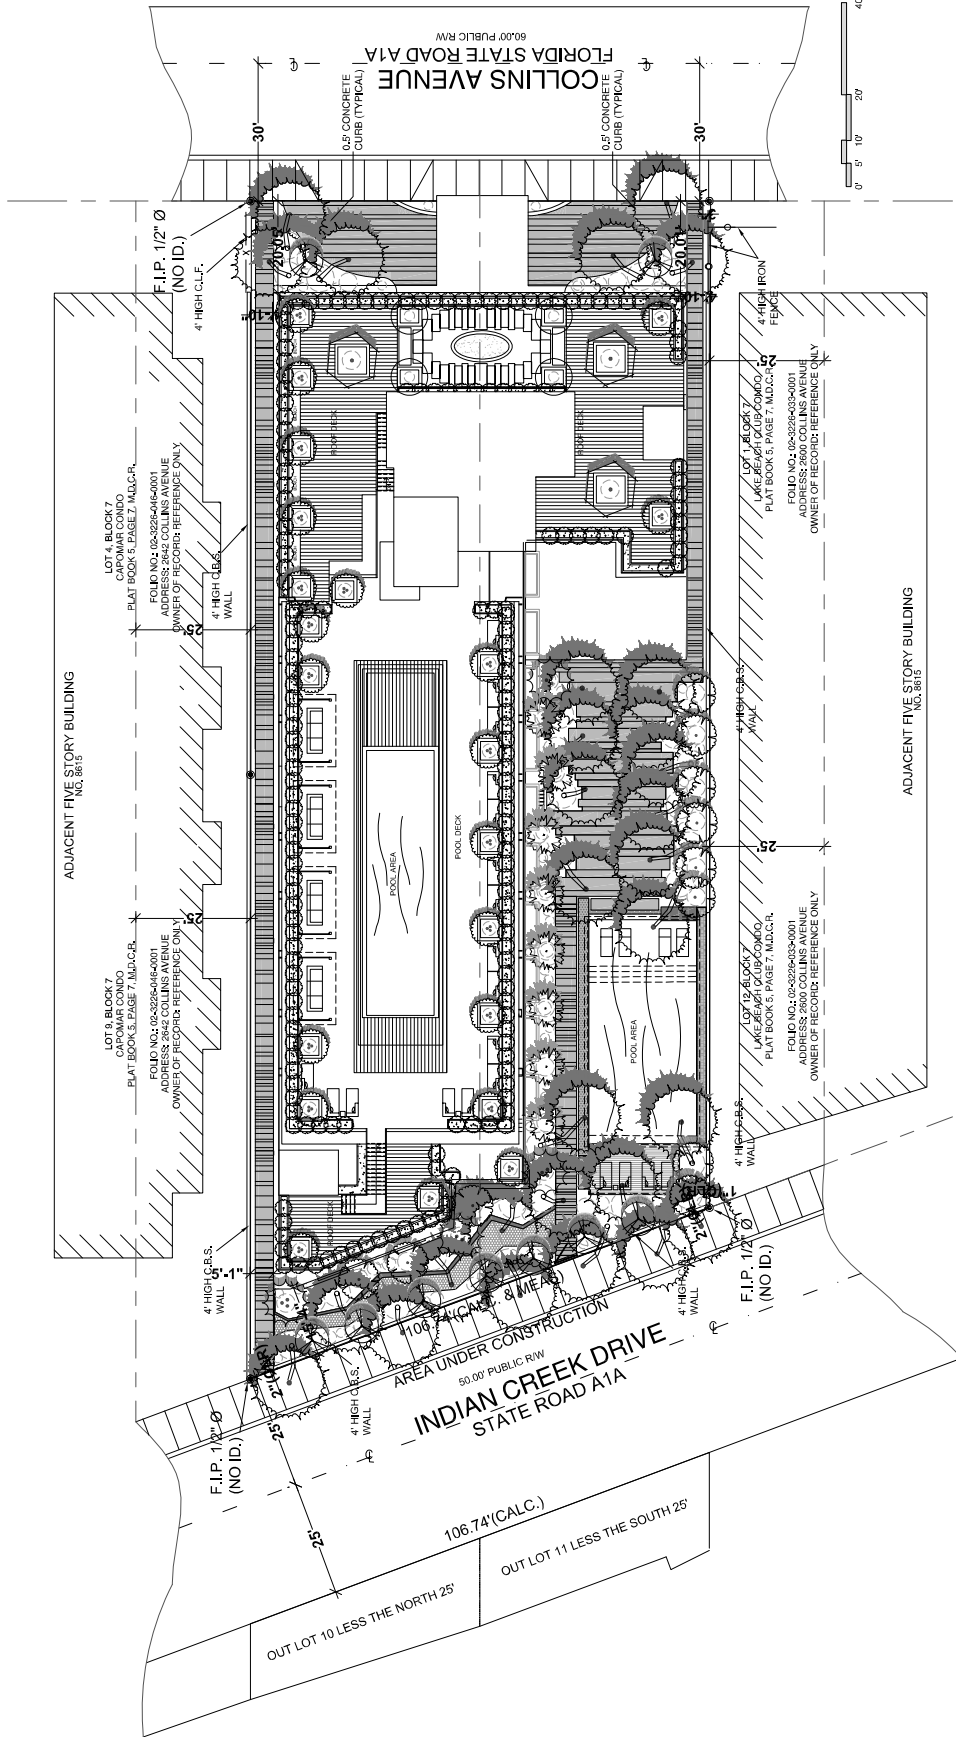 60.00' PUBLIC R/W
FLORIDA STATE ROAD A1A
COLLINS AVENUE
℄
℄
30'
30'
0.5' CONCRETE
CURB (TYPICAL)
0.5' CONCRETE
CURB (TYPICAL)
0'
5'
10'
20'
40
F.I.P. 1/2" Ø
(NO ID.)
4' HIGH C.L.F.
4' HIGH IRON
FENCE
ROOF DECK
ROOF DECK
LOT 4, BLOCK 7
CAPOMAR CONDO
PLAT BOOK 5, PAGE 7, M.D.C.R.
FOLIO NO.: 02-3226-046-0001
ADDRESS: 2642 COLLINS AVENUE
OWNER OF RECORD: REFERENCE ONLY
4' HIGH C.B.S.
WALL
25'
LOT 1, BLOCK 7
LAKE BEACH CLUB CONDO
PLAT BOOK 5, PAGE 7, M.D.C.R.
FOLIO NO.: 02-3226-033-0001
ADDRESS: 2600 COLLINS AVENUE
OWNER OF RECORD: REFERENCE ONLY
25'
ADJACENT FIVE STORY BUILDING
NO. 8615
ADJACENT FIVE STORY BUILDING
NO. 8615
4' HIGH C.B.S.
WALL
POOL AREA
POOL DECK
POOL AREA
25'
25'
LOT 9, BLOCK 7
CAPOMAR CONDO
PLAT BOOK 5, PAGE 7, M.D.C.R.
FOLIO NO.: 02-3226-046-0001
ADDRESS: 2642 COLLINS AVENUE
OWNER OF RECORD: REFERENCE ONLY
LOT 12, BLOCK 7
LAKE BEACH CLUB CONDO
PLAT BOOK 5, PAGE 7, M.D.C.R.
FOLIO NO.: 02-3226-033-0001
ADDRESS: 2600 COLLINS AVENUE
OWNER OF RECORD: REFERENCE ONLY
4' HIGH C.B.S.
WALL
4' HIGH C.B.S.
WALL
ROOF DECK
5'-1"
F.I.P. 1/2" Ø
(NO ID.)
4' HIGH C.B.S.
WALL
4' HIGH C.B.S.
WALL
F.I.P. 1/2" Ø
(NO ID.)
AREA UNDER CONSTRUCTION
50.00' PUBLIC R/W
INDIAN CREEK DRIVE
STATE ROAD A1A
℄
℄
25'
25'
106.74'(CALC.)
OUT LOT 10 LESS THE NORTH 25'
OUT LOT 11 LESS THE SOUTH 25'